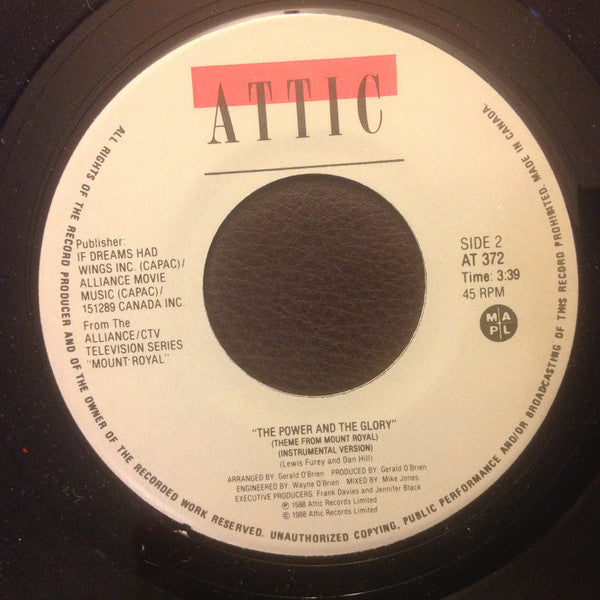 ATTIC
ALL RIGHTS OF THE RECORD PRODUCER AND OF THE OWNER OF THE RECORDED WORK RESERVED. UNAUTHORIZED COPYING, PUBLIC PERFORMANCE AND/OR BROADCASTING OF THIS RECORD PROHIBITED. MADE IN CANADA.
Publisher:
IF DREAMS HAD
WINGS INC. (CAPAC)/
ALLIANCE MOVIE
MUSIC (CAPAC)/
151289 CANADA INC.
From The
ALLIANCE/CTV
TELEVISION SERIES
"MOUNT ROYAL"
SIDE 2
AT 372
Time: 3:39
45 RPM
M A
P L
"THE POWER AND THE GLORY"
(THEME FROM MOUNT ROYAL)
(INSTRUMENTAL VERSION)
(Lewis Furey and Dan Hill)
ARRANGED BY: Gerald O'Brien PRODUCED BY: Gerald O'Brien
ENGINEERED BY: Wayne O'Brien MIXED BY: Mike Jones
EXECUTIVE PRODUCERS: Frank Davies and Jennifer Black
℗ 1988 Attic Records Limited
© 1988 Attic Records Limited